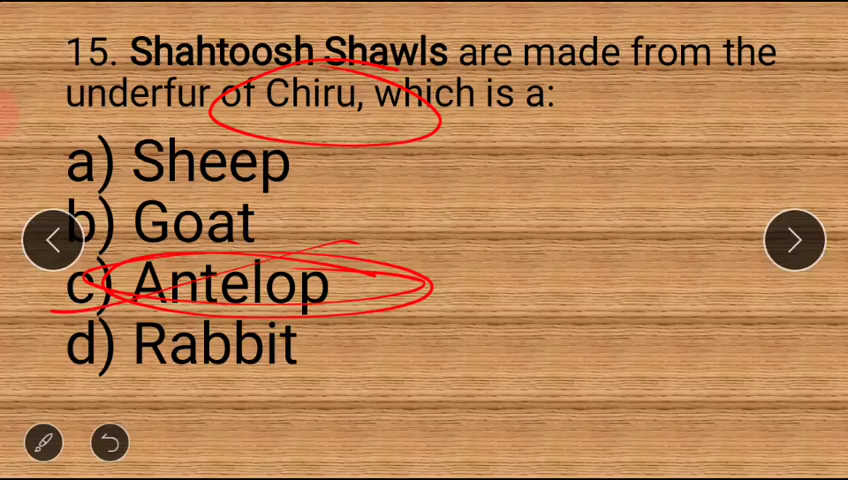 15. Shahtoosh Shawls are made from the
underfur of Chiru, which is a:
a) Sheep
b) Goat
c) Antelop
d) Rabbit